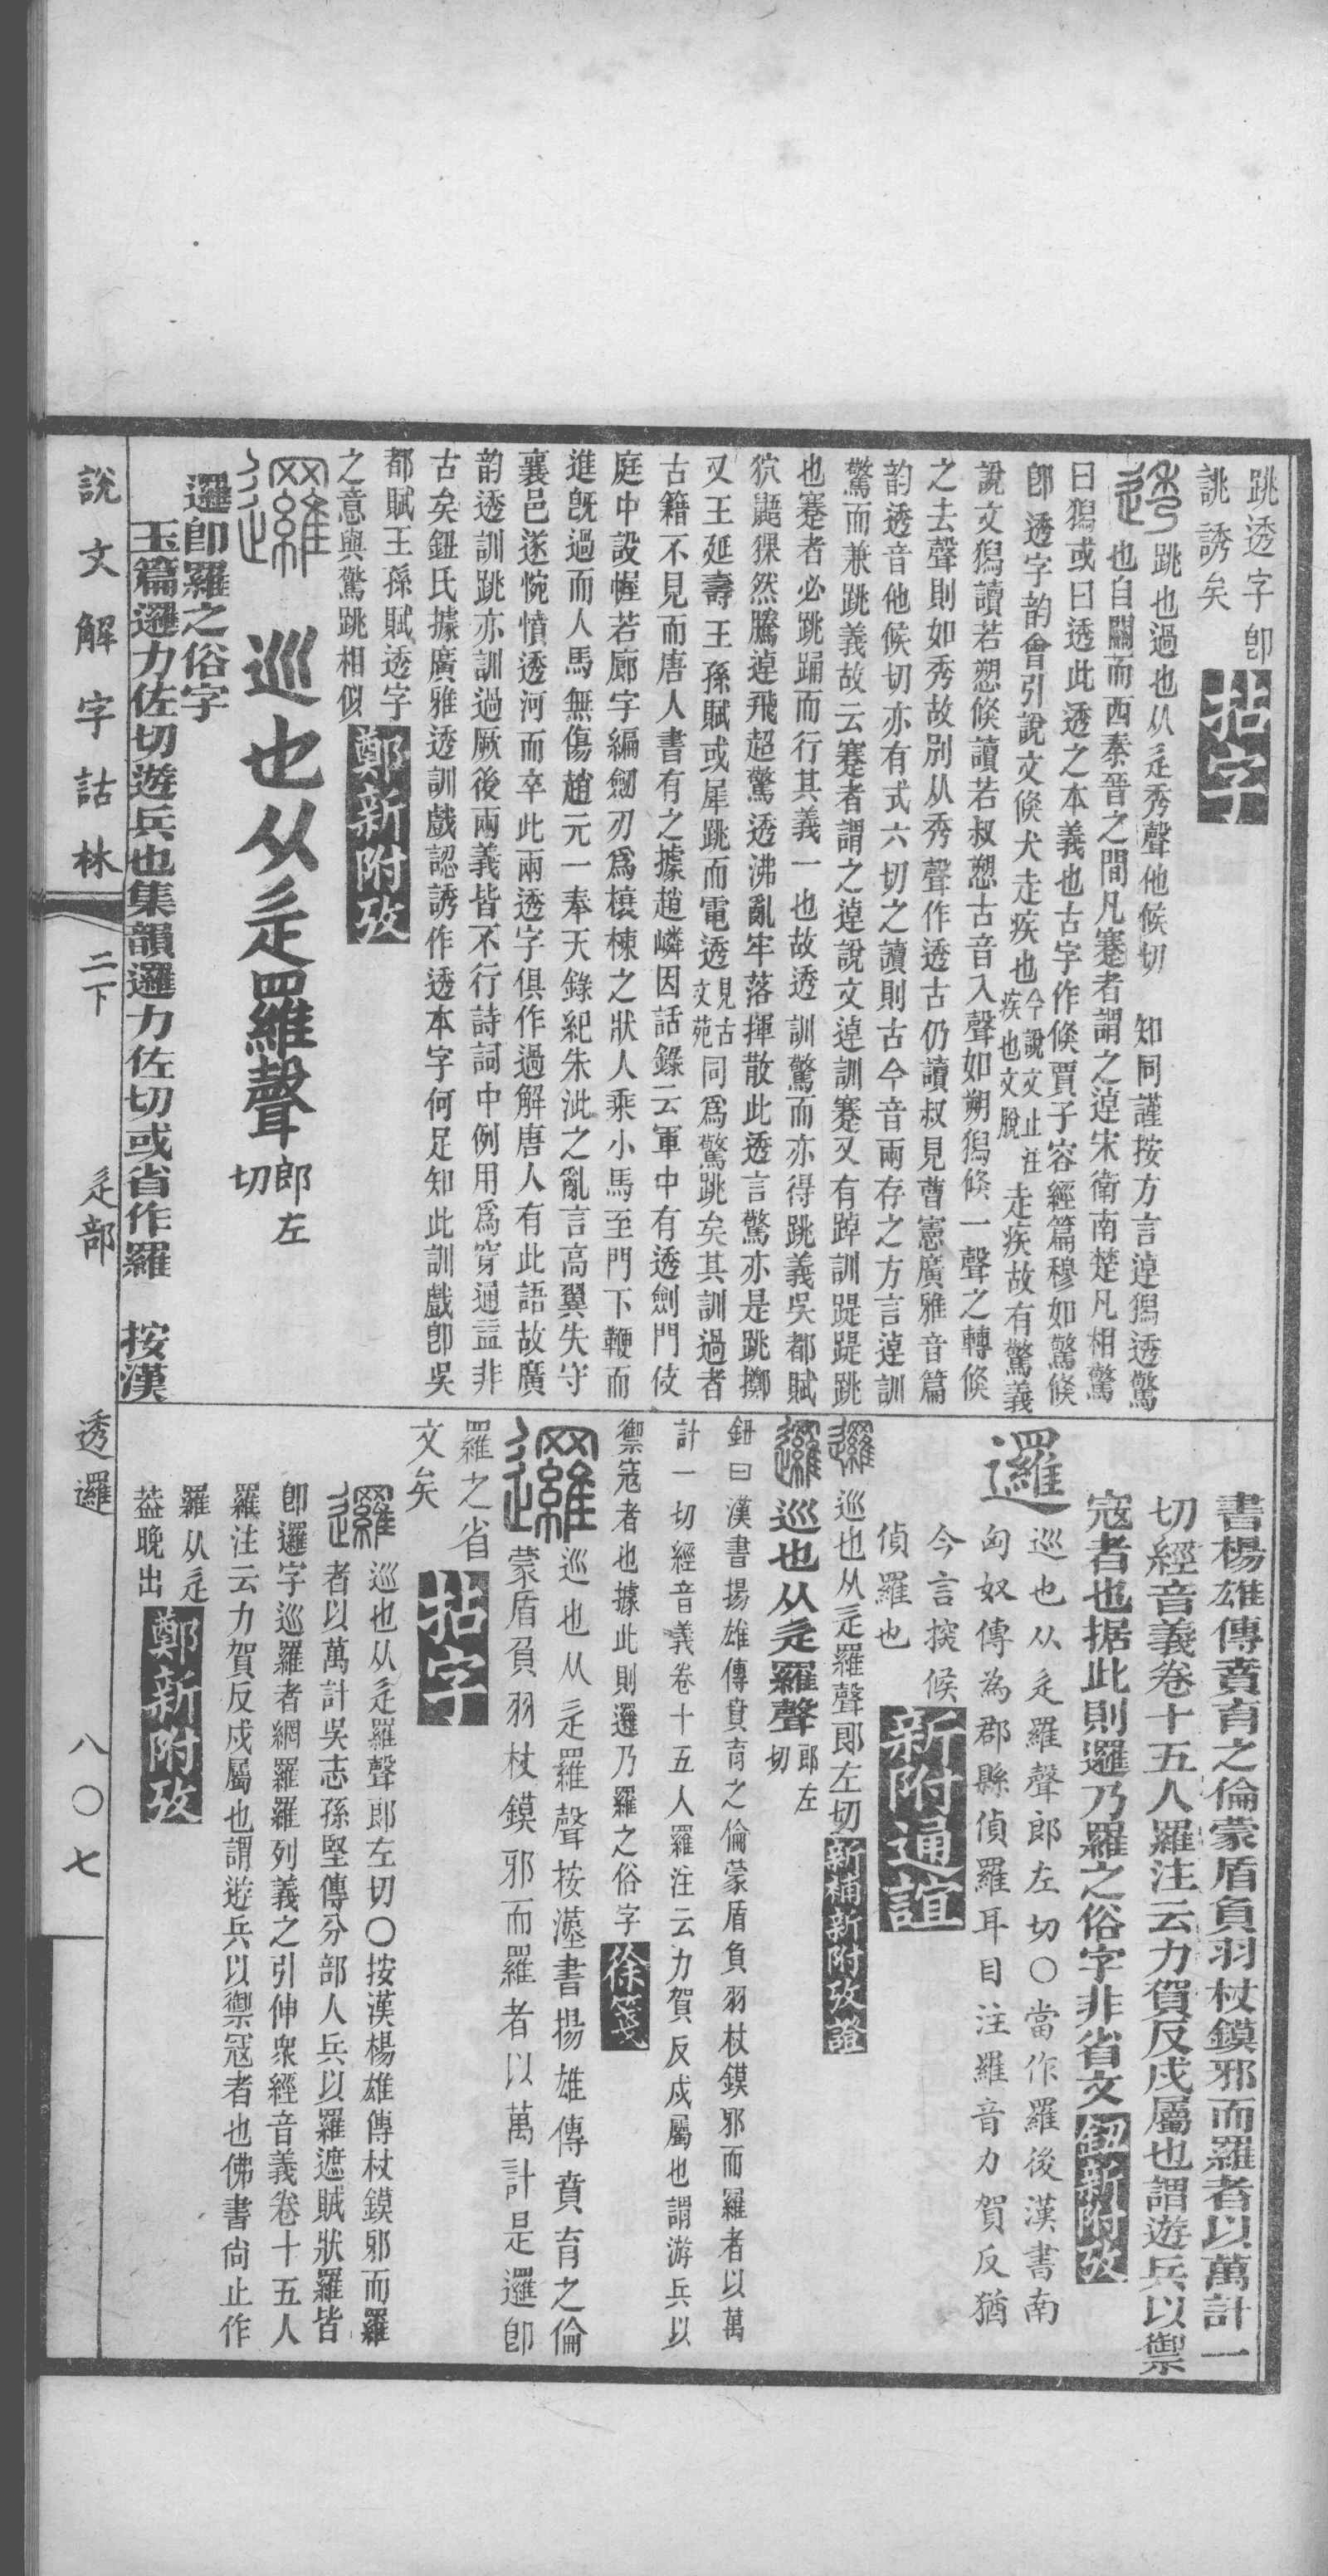 跳透字卽
誂誘矣拈字
透跳也過也从辵秀聲他候切　知同謹按方言逴獡透驚
也自關而西秦晉之間凡蹇者謂之逴宋衛南楚凡相驚
曰獡或曰透此透之本義也古字作倏賈子容經篇穆如驚倏
卽透字韵會引說文倏犬走疾也今說文止註疾也文脫走疾故有驚義
說文獡讀若愬倏讀若叔愬古音入聲如朔獡倏一聲之轉倏
之去聲則如秀故別从秀聲作透古仍讀叔見曹憲廣雅音篇
韵透音他候切亦有式六切之讀則古今音兩存之方言逴訓
驚而兼跳義故云蹇者謂之逴說文逴訓蹇又有踔訓踶踶跳
也蹇者必跳踊而行其義一也故透訓驚而亦得跳義吳都賦
狖鼯猓然騰逴飛超驚透沸亂牢落揮散此透言驚亦是跳擲
又王延壽王孫賦或犀跳而電透見古文苑同爲驚跳矣其訓過者
古籍不見而唐人書有之據趙嶙因話錄云軍中有透劍門伎
庭中設幄若廊字編劒刃爲榱棟之狀人乘小馬至門下鞭而
進旣過而人馬無傷趙元一奉天錄紀朱泚之亂言高翼失守
襄邑遂惋憤透河而卒此兩透字俱作過解唐人有此語故廣
韵透訓跳亦訓過厥後兩義皆不行詩詞中例用爲穿通盖非
古矣鈕氏據廣雅透訓戲認誘作透本字何足知此訓戲卽吳
都賦王孫賦透字
之意與驚跳相似鄭新附攷
邏　巡也从辵羅聲郎左切
邏卽羅之俗字
玉篇邏力佐切遊兵也集韻邏力佐切或省作羅　按漢
書楊雄傳賁育之倫蒙盾負羽杖鏌邪而羅者以萬計一
切經音義卷十五人羅注云力賀反戍屬也謂遊兵以禦
寇者也据此則邏乃羅之俗字非省文鈕新附攷
邏巡也从辵羅聲郎左切〇當作羅後漢書南
匈奴傳為郡縣偵羅耳目注羅音力賀反猶
今言探候
偵羅也新附通誼
邏巡也从辵羅聲郎左切新補新附攷證
邏巡也从辵羅聲郎左切
鈕曰漢書揚雄傳賁育之倫蒙盾負羽杖鏌邪而羅者以萬
計一切經音義卷十五人羅注云力賀反戍屬也謂游兵以
禦寇者也據此則邏乃羅之俗字徐箋
邏巡也从辵羅聲按漢書揚雄傳賁育之倫
蒙盾負羽杖鏌邪而羅者以萬計是邏卽
羅之省
文矣拈字
邏巡也从辵羅聲郎左切〇按漢楊雄傳杖鏌邪而羅
者以萬計吳志孫堅傳分部人兵以羅遮賊狀羅皆
卽邏字巡羅者網羅羅列義之引伸衆經音義卷十五人
羅注云力賀反戍屬也謂遊兵以禦寇者也佛書尙止作
羅从辵
葢晚出鄭新附攷
說文解字詁林　二下　辵部　透邏　八〇七